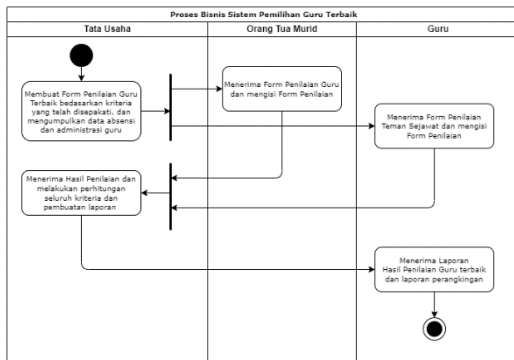 Proses Bisnis Sistem Pemilihan Guru Terbaik
Tata Usaha
Orang Tua Murid
Guru
Membuat Form Penilaian Guru
Terbaik bedasarkan kriteria
yang telah disepakati, dan
mengumpulkan data absensi
dan administrasi guru
Menerima Form Penilaian Guru
dan mengisi Form Penilaian
Menerima Form Penilaian
Teman Sejawat dan mengisi
Form Penilaian
Menerima Hasil Penilaian dan
melakukan perhitungan
seluruh kriteria dan
pembuatan laporan
Menerima Laporan
Hasil Penilaian Guru terbaik
dan laporan perangkingan